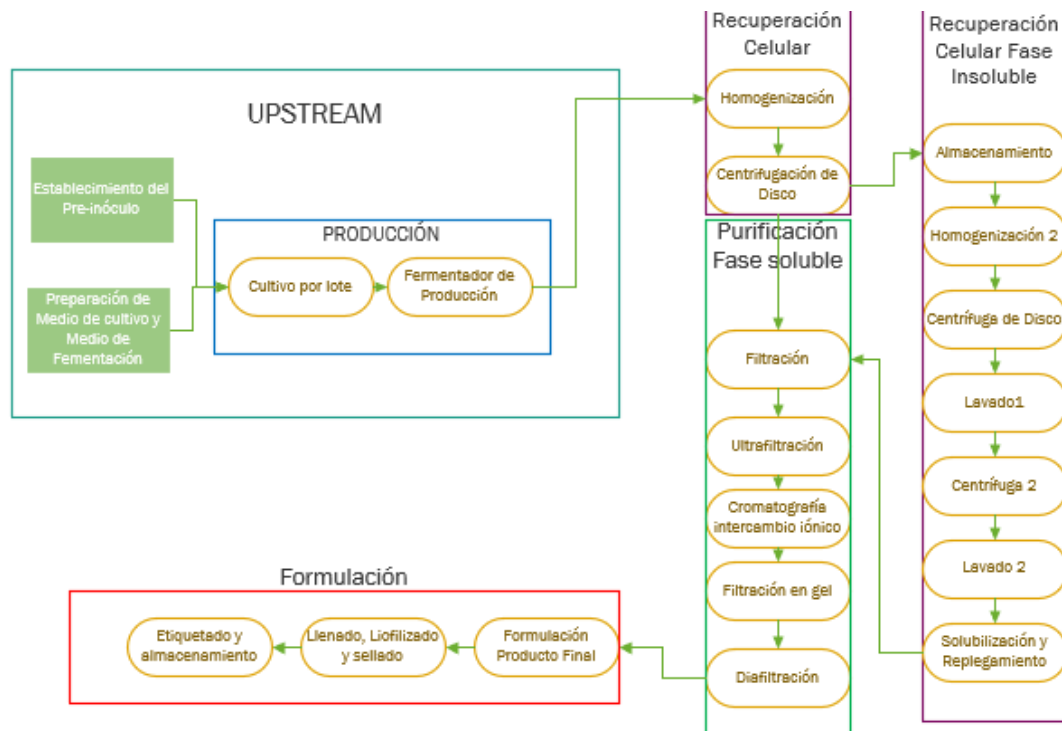 UPSTREAM
Establecimiento del
Pre-inóculo
Preparación de
Medio de cultivo y
Medio de
Fementación
PRODUCCIÓN
Cultivo por lote
Fermentador de
Producción
Recuperación
Celular
Homogenización
Centrifugación de
Disco
Purificación
Fase soluble
Filtración
Ultrafiltración
Cromatografía
intercambio iónico
Filtración en gel
Diafiltración
Recuperación
Celular Fase
Insoluble
Almacenamiento
Homogenización 2
Centrífuga de Disco
Lavado1
Centrífuga 2
Lavado 2
Solubilización y
Replegamiento
Formulación
Formulación
Producto Final
Llenado, Liofilizado
y sellado
Etiquetado y
almacenamiento